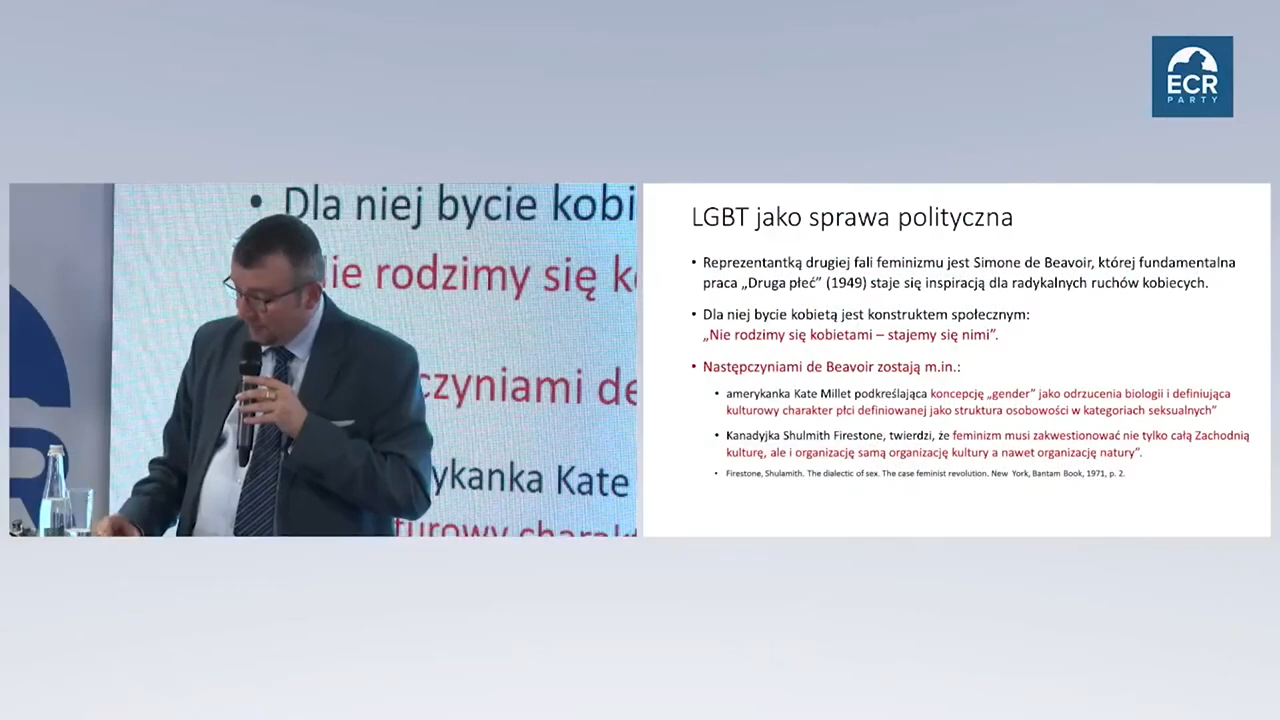 ECR
PARTY
• Dla niej bycie kobi
ie rodzimy się k
czyniami de
ykanka Kate
turowy charak
LGBT jako sprawa polityczna
• Reprezentantką drugiej fali feminizmu jest Simone de Beavoir, której fundamentalna
praca „Druga płeć” (1949) staje się inspiracją dla radykalnych ruchów kobiecych.
• Dla niej bycie kobietą jest konstruktem społecznym:
„Nie rodzimy się kobietami – stajemy się nimi”.
• Następczyniami de Beavoir zostają m.in.:
• amerykanka Kate Millet podkreślająca koncepcję „gender” jako odrzucenia biologii i definiująca
kulturowy charakter płci definiowanej jako struktura osobowości w kategoriach seksualnych”
• Kanadyjka Shulmith Firestone, twierdzi, że feminizm musi zakwestionować nie tylko całą Zachodnią
kulturę, ale i organizację samą organizację kultury a nawet organizację natury”.
• Firestone, Shulamith. The dialectic of sex. The case feminist revolution. New York, Bantam Book, 1971, p. 2.